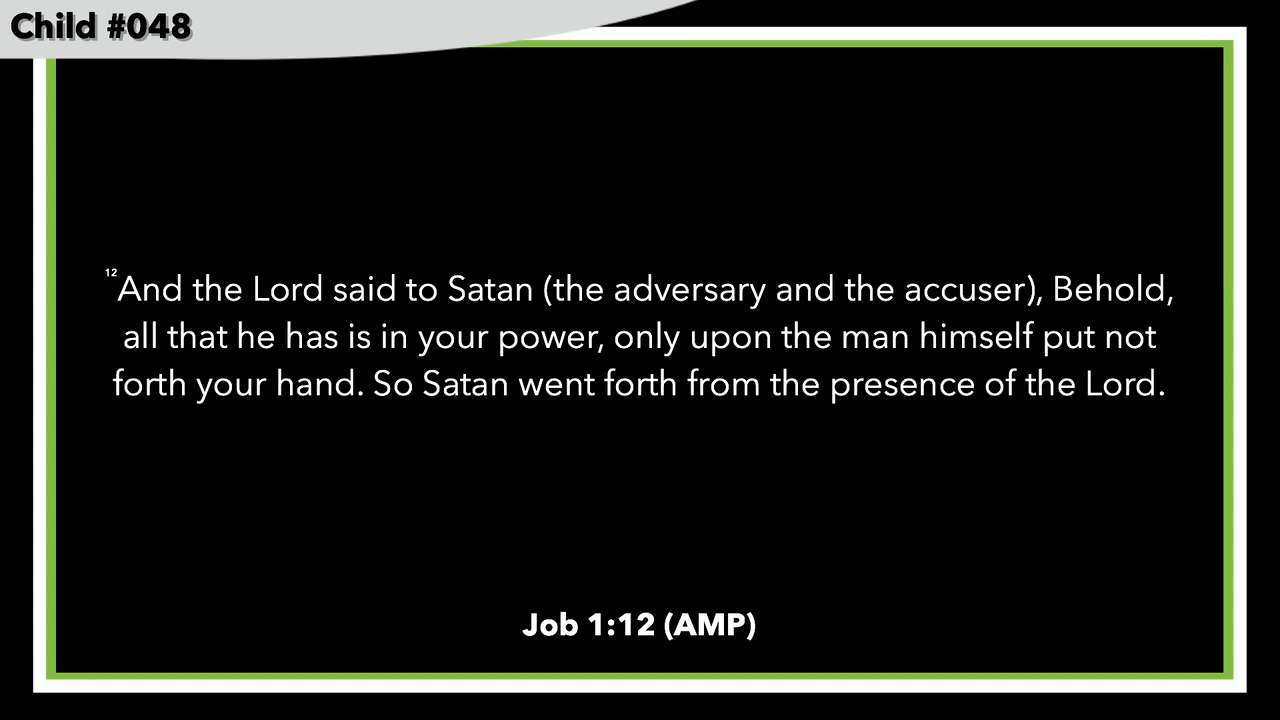 Child #048
12And the Lord said to Satan (the adversary and the accuser), Behold,
all that he has is in your power, only upon the man himself put not
forth your hand. So Satan went forth from the presence of the Lord.
Job 1:12 (AMP)